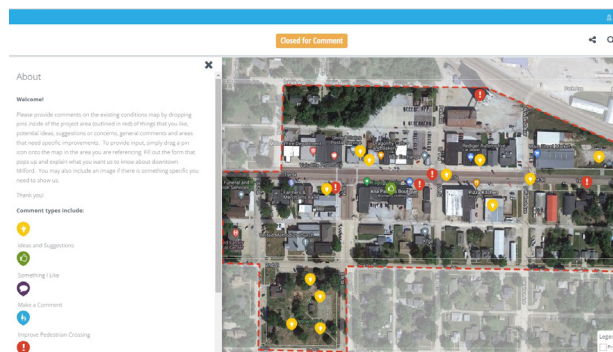 Closed for Comment
About
Welcome!
Please provide comments on the existing conditions map by dropping
pins inside of the project area (outlined in red) of things that you like,
potential ideas, suggestions or concerns, general comments and areas
that need specific improvements. To provide input, simply drag a pin
icon onto the map in the area you are referencing. Fill out the form that
pops up and explain what you want us to know about downtown
Milford. You may also include an image if there is something specific you
need to show us.
Thank you!
Comment types include:
Ideas and Suggestions
Something I Like
Make a Comment
Improve Pedestrian Crossing